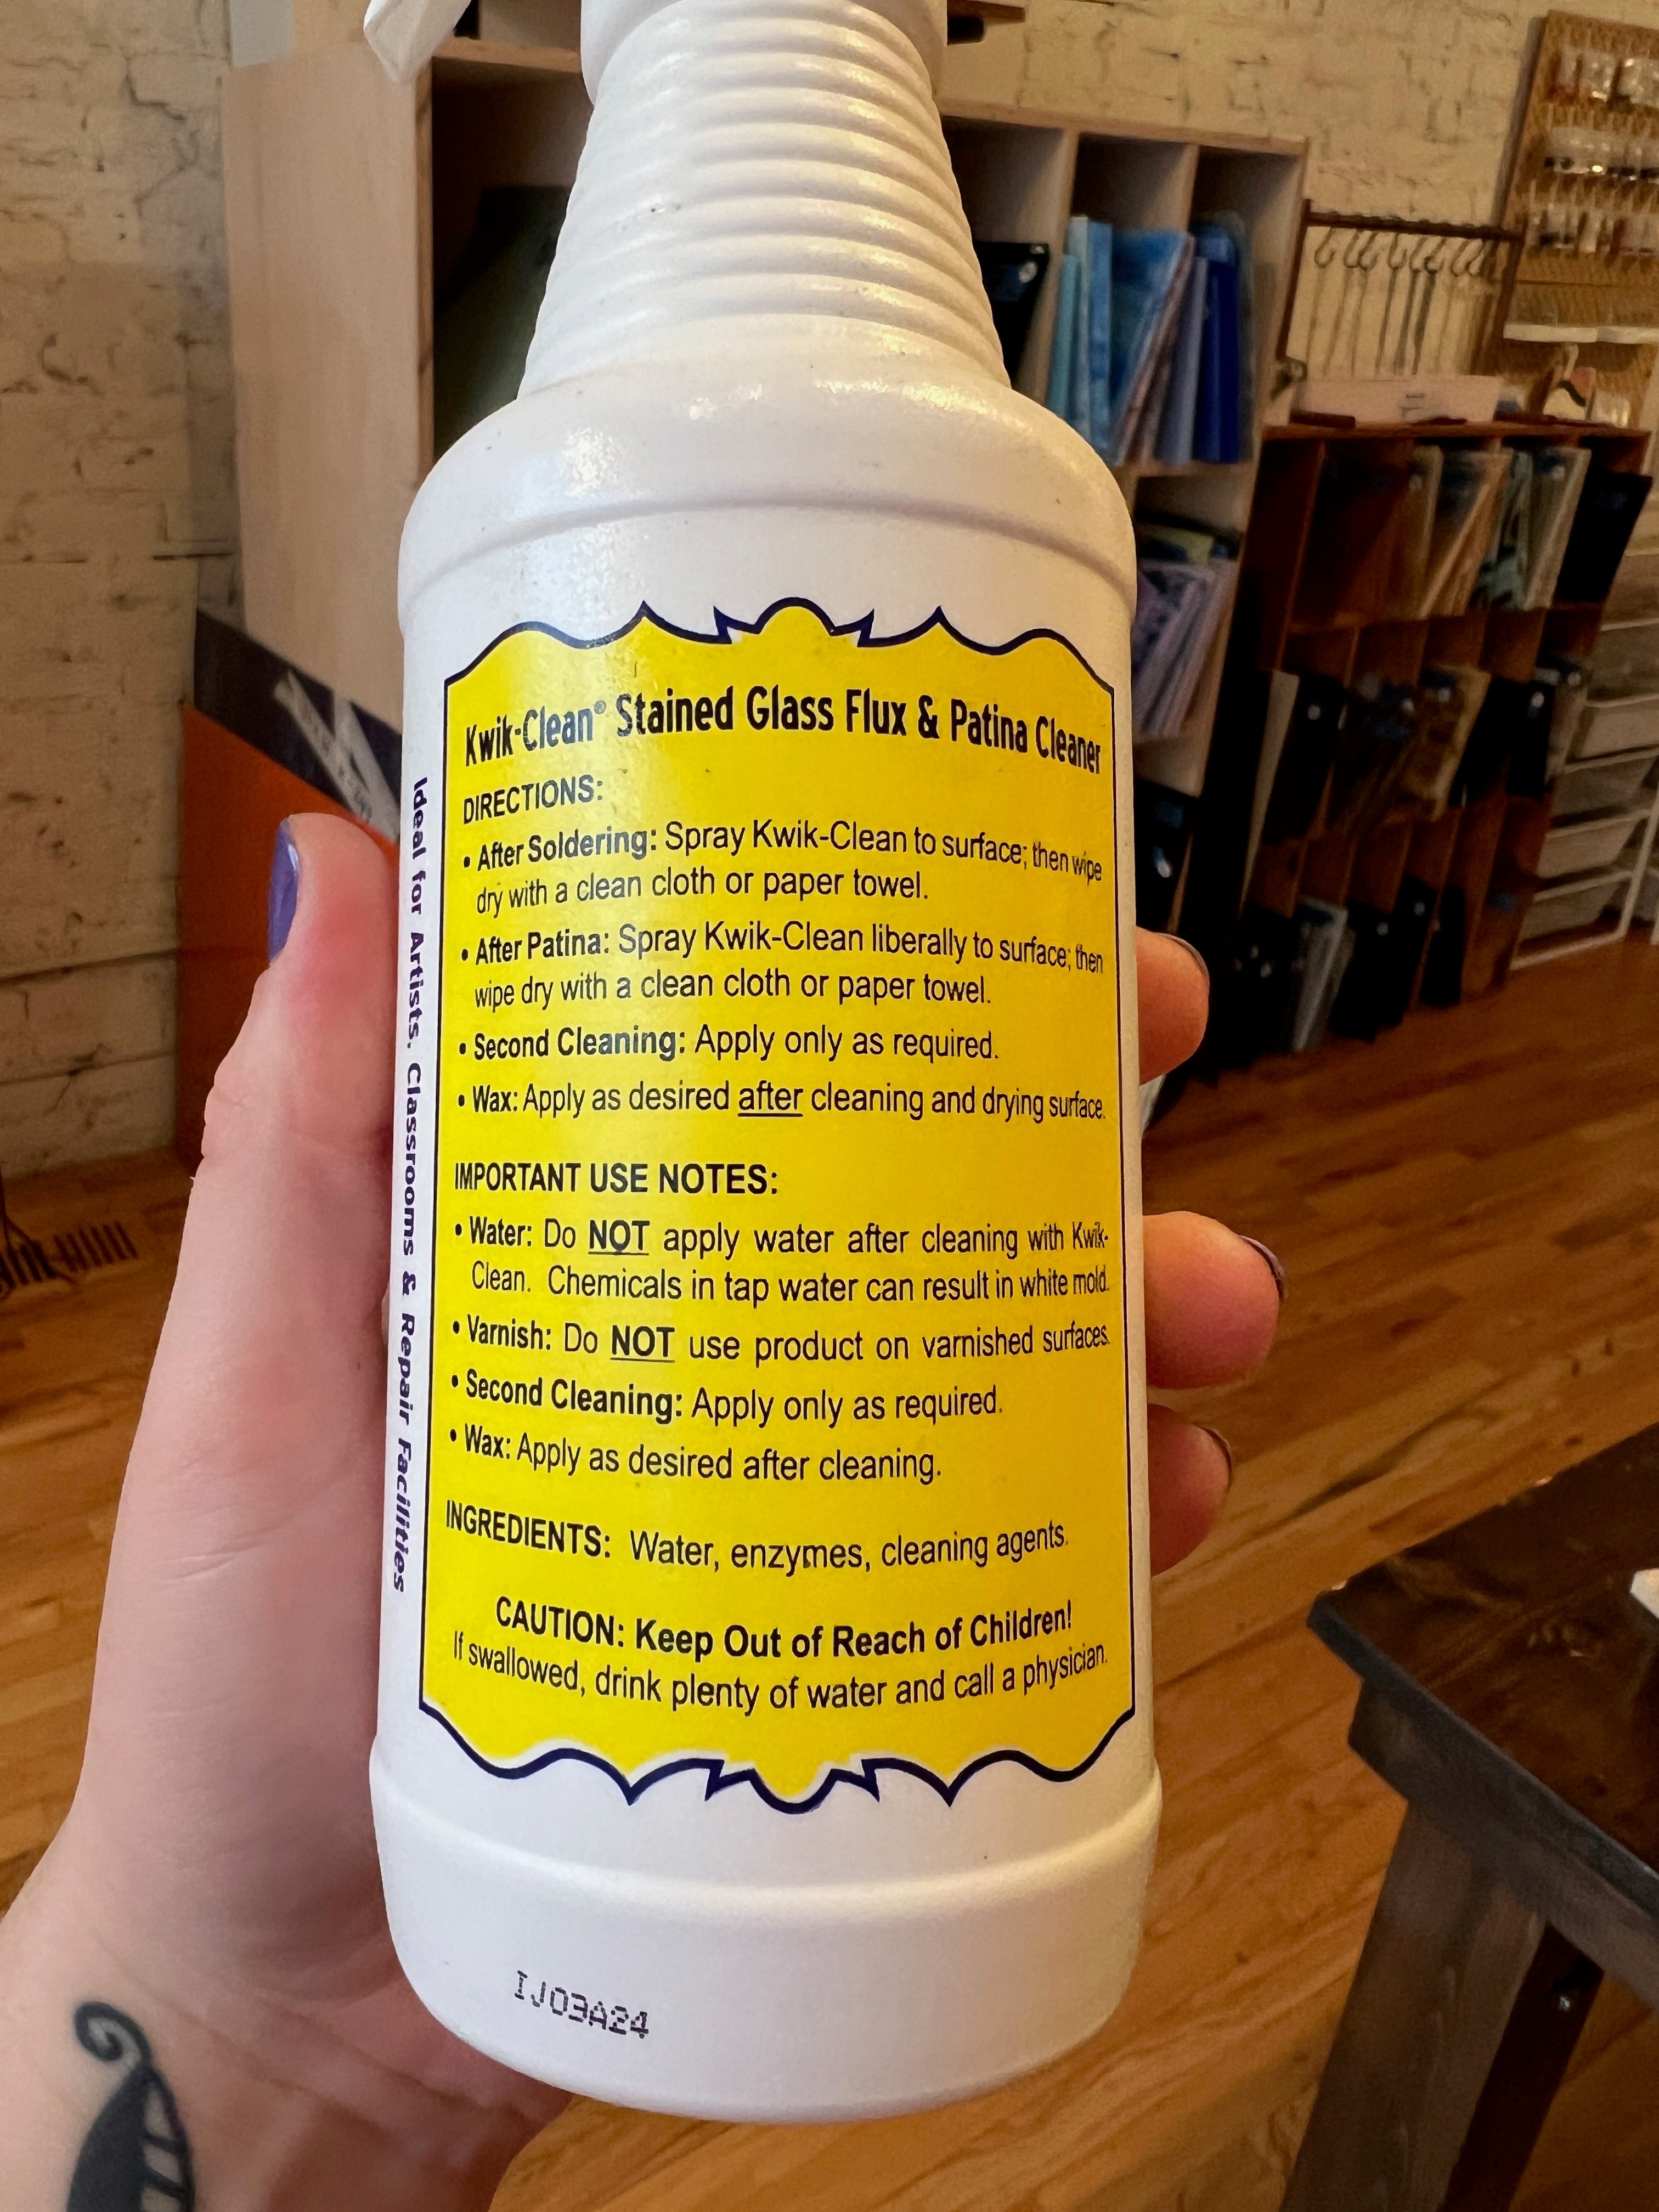 Kwik-Clean® Stained Glass Flux & Patina Cleaner
DIRECTIONS:
• After Soldering: Spray Kwik-Clean to surface; then wipe
dry with a clean cloth or paper towel.
• After Patina: Spray Kwik-Clean liberally to surface; then
wipe dry with a clean cloth or paper towel.
• Second Cleaning: Apply only as required.
• Wax: Apply as desired after cleaning and drying surface.
IMPORTANT USE NOTES:
• Water: Do NOT apply water after cleaning with Kwik-
Clean. Chemicals in tap water can result in white mold.
• Varnish: Do NOT use product on varnished surfaces.
• Second Cleaning: Apply only as required.
• Wax: Apply as desired after cleaning.
INGREDIENTS: Water, enzymes, cleaning agents.
CAUTION: Keep Out of Reach of Children!
If swallowed, drink plenty of water and call a physician.
Ideal for Artists, Classrooms & Repair Facilities
IJ03A24